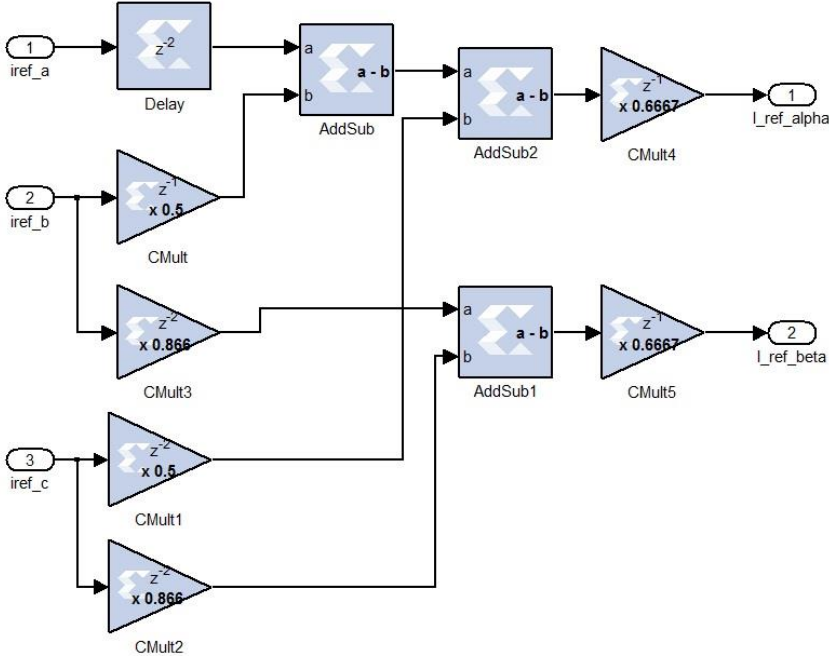 1
iref_a
z-2
Delay
a
b
a - b
AddSub
a
b
a - b
AddSub2
z-1
x 0.6667
CMult4
1
I_ref_alpha
2
iref_b
z-1
x 0.5
CMult
z-2
x 0.866
CMult3
a
b
a - b
AddSub1
z-1
x 0.6667
CMult5
2
I_ref_beta
3
iref_c
z-2
x 0.5
CMult1
z-2
x 0.866
CMult2